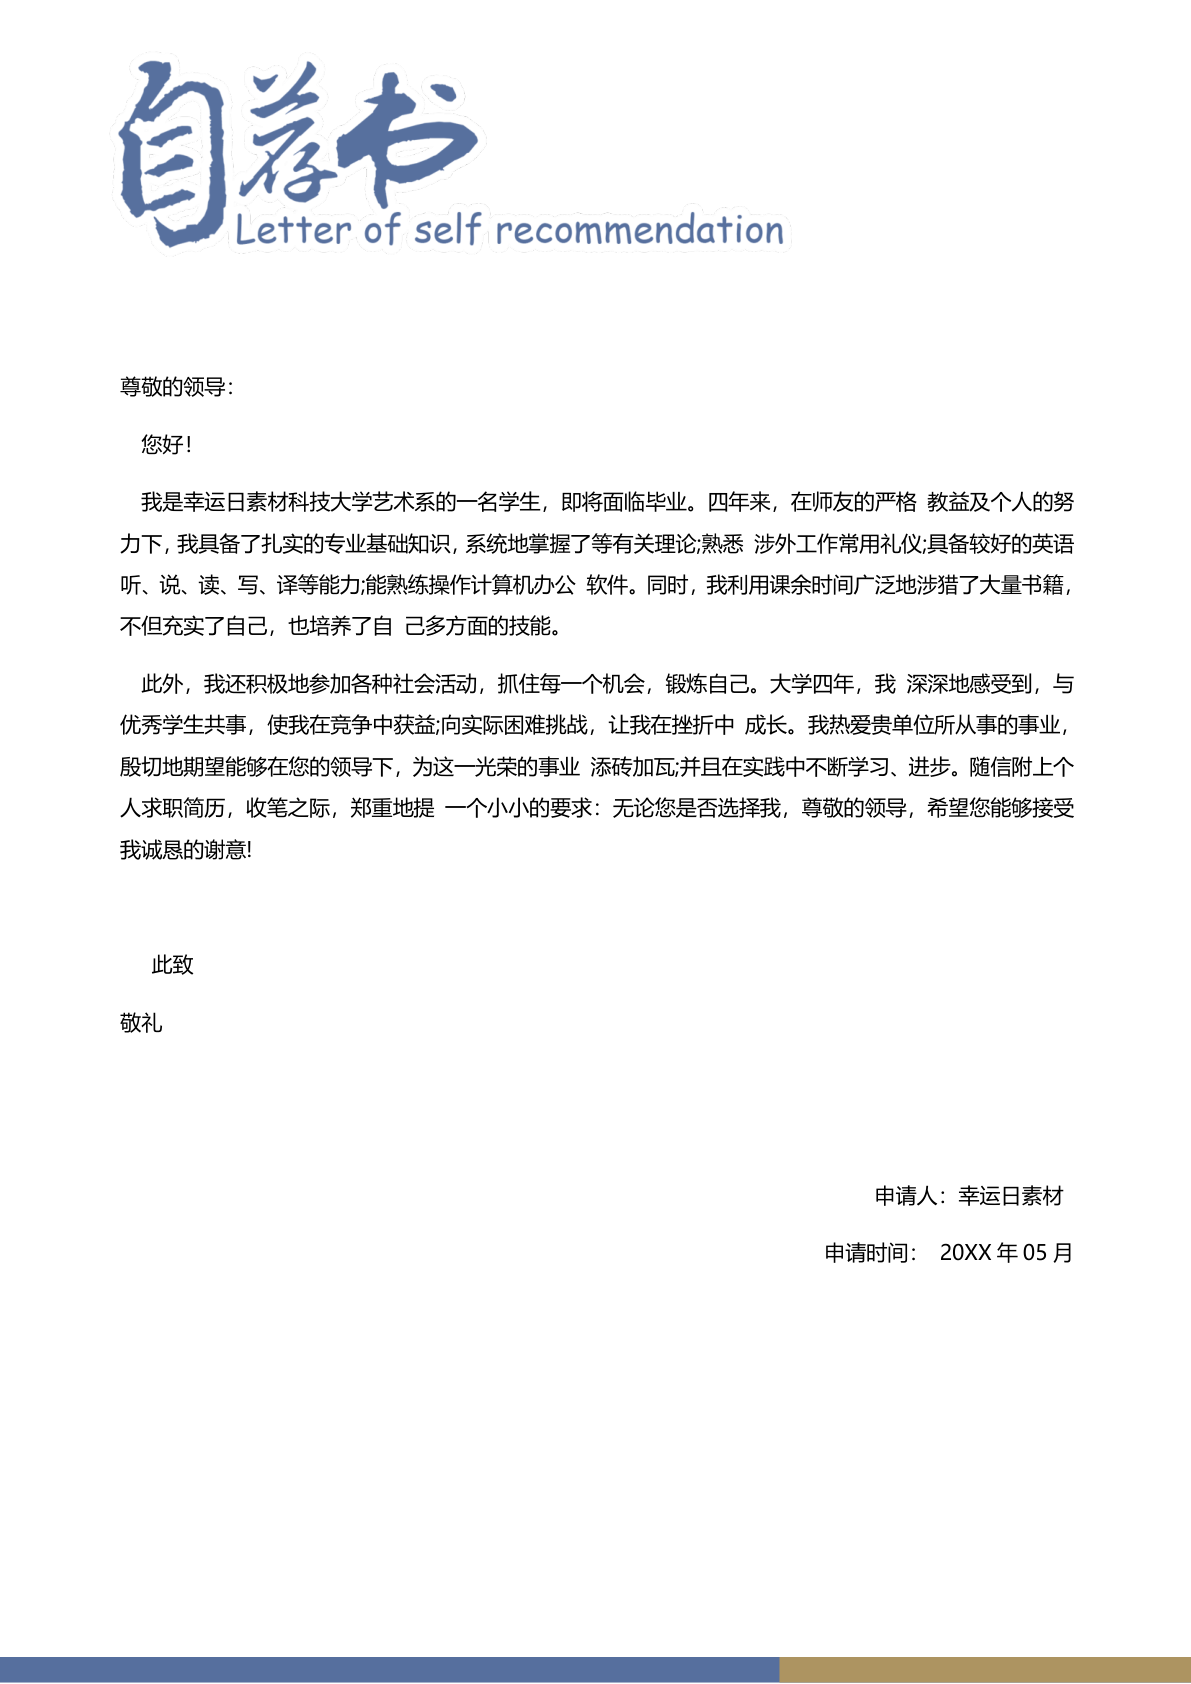 自荐书
Letter of self recommendation
尊敬的领导：
您好！
我是幸运日素材科技大学艺术系的一名学生，即将面临毕业。四年来，在师友的严格 教益及个人的努
力下，我具备了扎实的专业基础知识，系统地掌握了等有关理论;熟悉 涉外工作常用礼仪;具备较好的英语
听、说、读、写、译等能力;能熟练操作计算机办公 软件。同时，我利用课余时间广泛地涉猎了大量书籍，
不但充实了自己，也培养了自 己多方面的技能。
此外，我还积极地参加各种社会活动，抓住每一个机会，锻炼自己。大学四年，我 深深地感受到，与
优秀学生共事，使我在竞争中获益;向实际困难挑战，让我在挫折中 成长。我热爱贵单位所从事的事业，
殷切地期望能够在您的领导下，为这一光荣的事业 添砖加瓦;并且在实践中不断学习、进步。随信附上个
人求职简历，收笔之际，郑重地提 一个小小的要求：无论您是否选择我，尊敬的领导，希望您能够接受
我诚恳的谢意!
此致
敬礼
申请人：幸运日素材
申请时间： 20XX 年 05 月